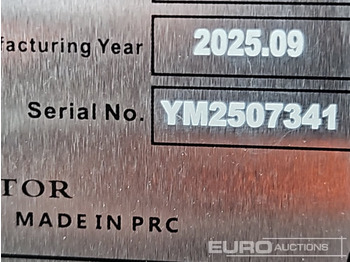 facturing Year 2025.09
Serial No. YM2507341
TOR
MADE IN PRC
EURO AUCTIONS